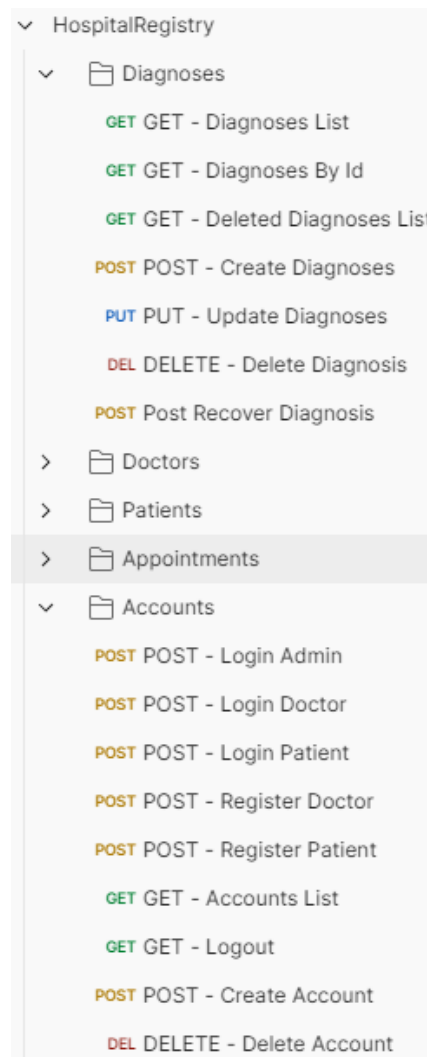 HospitalRegistry
Diagnoses
GET GET - Diagnoses List
GET GET - Diagnoses By Id
GET GET - Deleted Diagnoses List
POST POST - Create Diagnoses
PUT PUT - Update Diagnoses
DEL DELETE - Delete Diagnosis
POST Post Recover Diagnosis
Doctors
Patients
Appointments
Accounts
POST POST - Login Admin
POST POST - Login Doctor
POST POST - Login Patient
POST POST - Register Doctor
POST POST - Register Patient
GET GET - Accounts List
GET GET - Logout
POST POST - Create Account
DEL DELETE - Delete Account